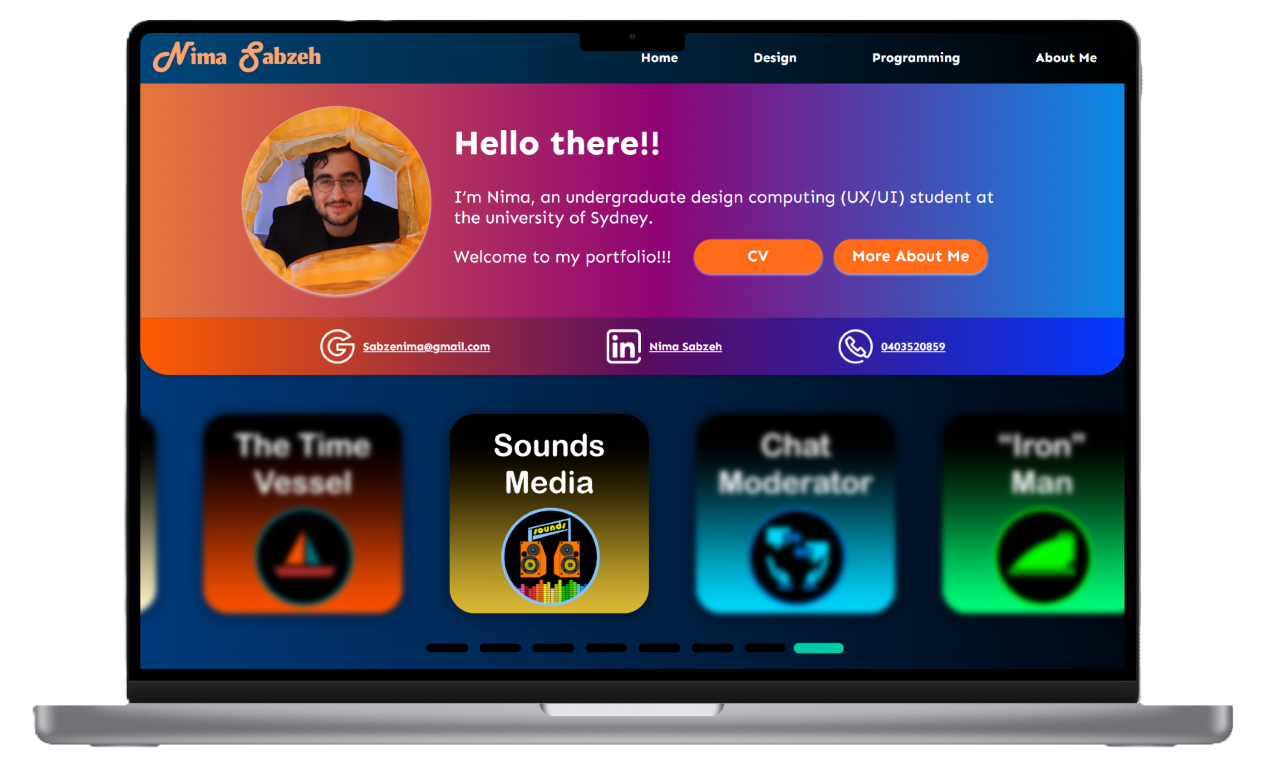 Nima Sabzeh
Home Design Programming About Me
Hello there!!
I'm Nima, an undergraduate design computing (UX/UI) student at
the university of Sydney.
Welcome to my portfolio!!! CV More About Me
Sabzenima@gmail.com Nima Sabzeh 0403520859
The Time
Vessel
Sounds
Media
sounds
Chat
Moderator
“Iron”
Man